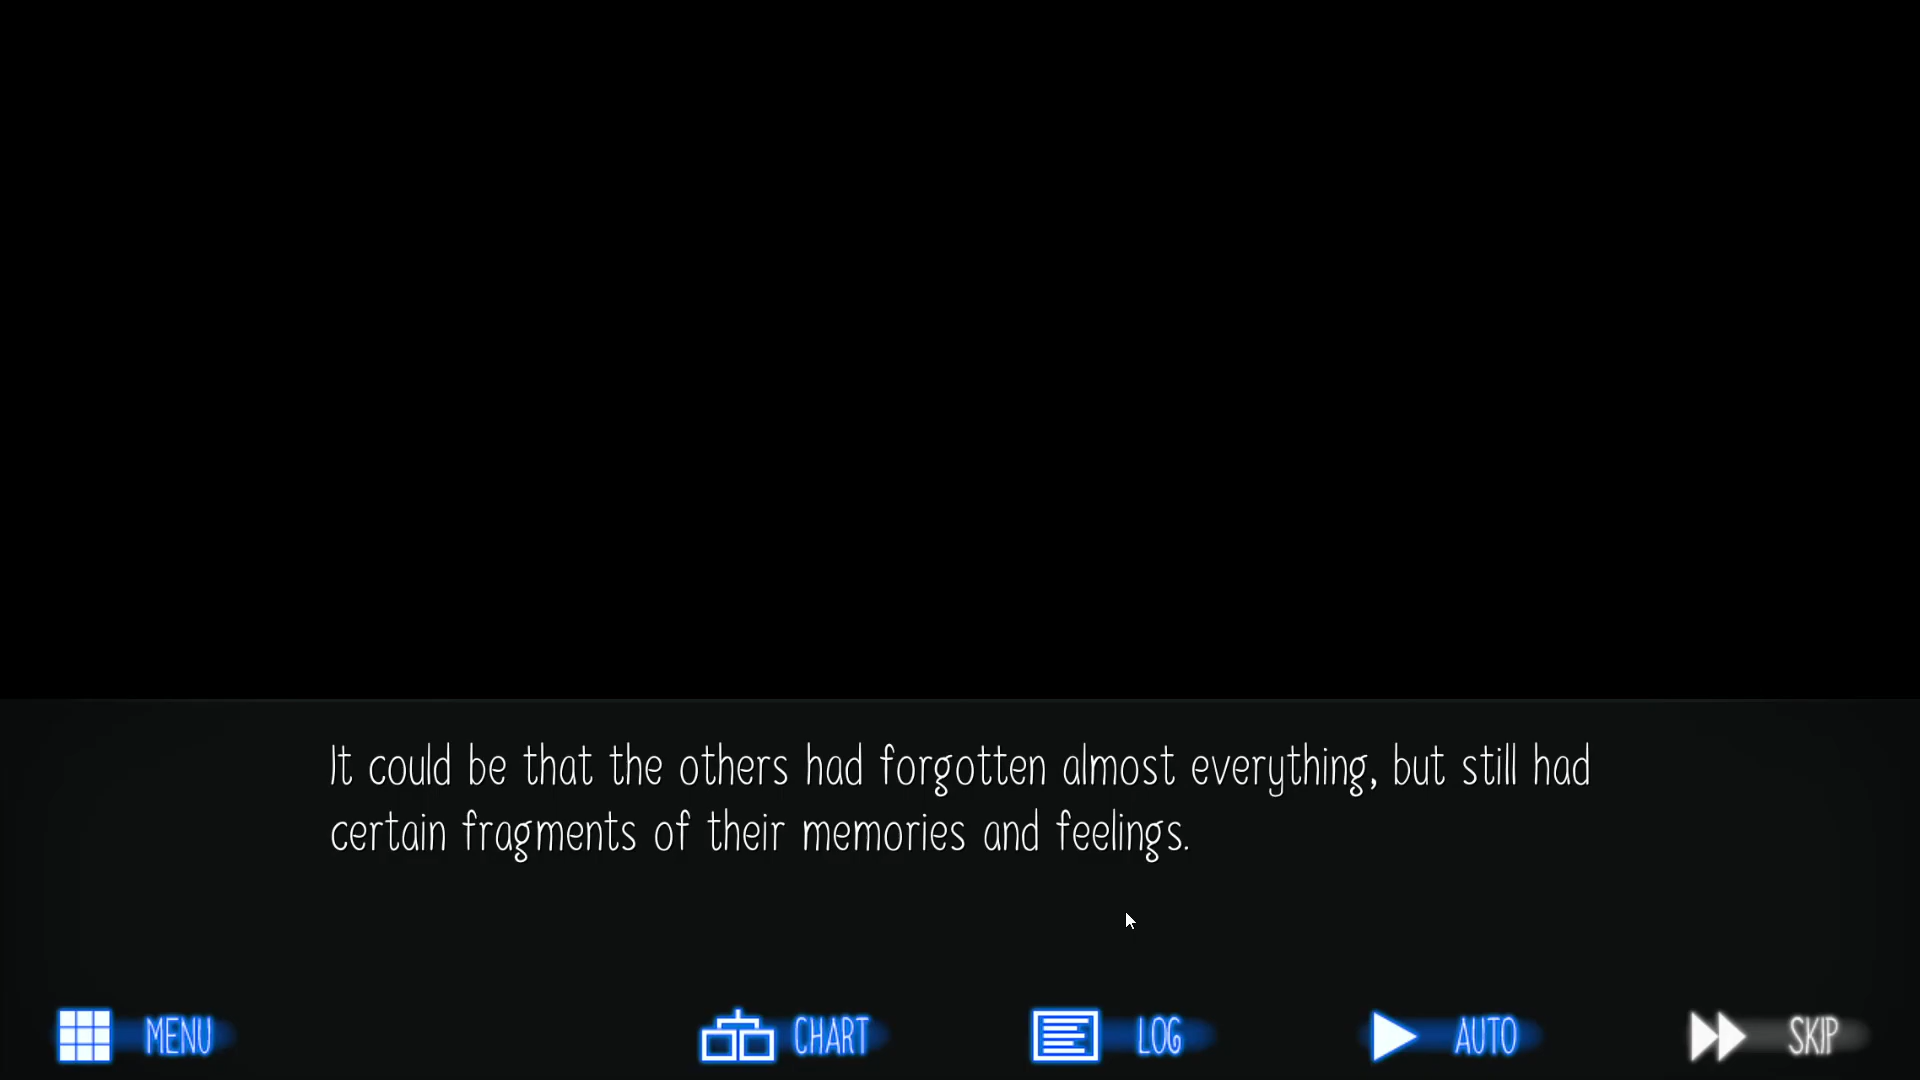 It could be that the others had forgotten almost everything, but still had
certain fragments of their memories and feelings.
MENU
CHART
LOG
AUTO
SKIP